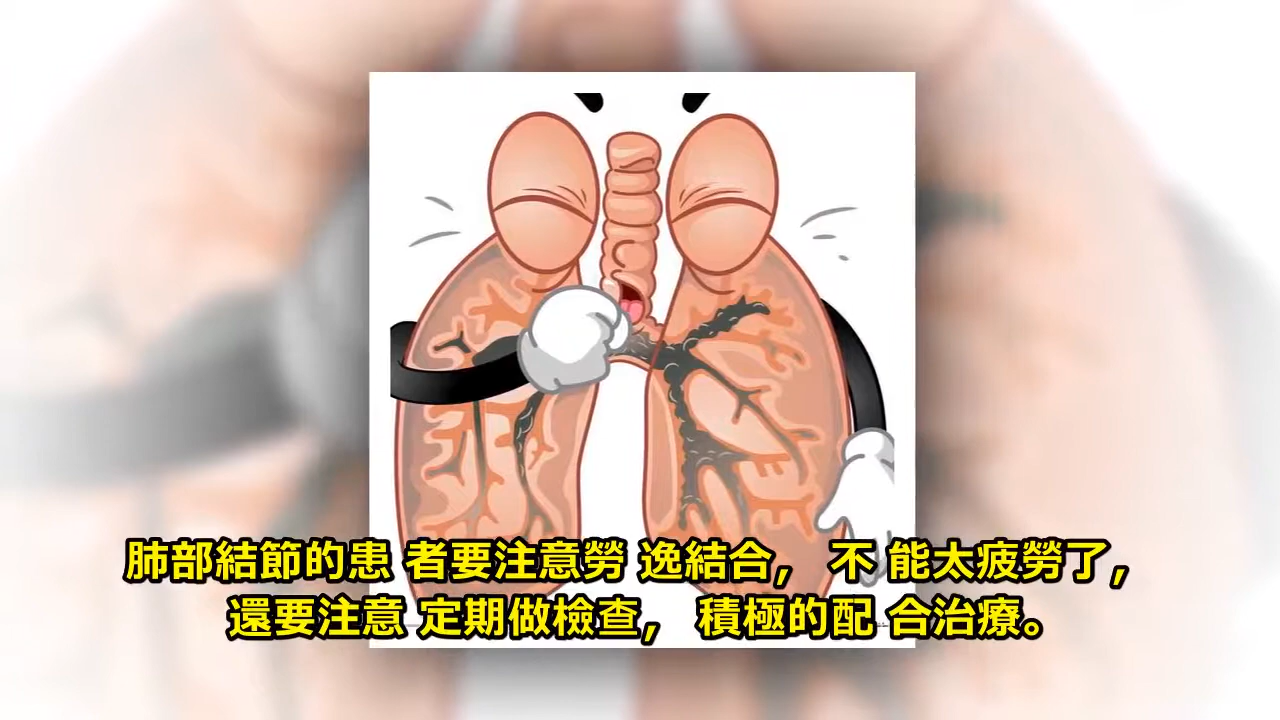 肺部結節的患 者要注意勞 逸結合， 不 能太疲勞了，
還要注意 定期做檢查， 積極的配 合治療。